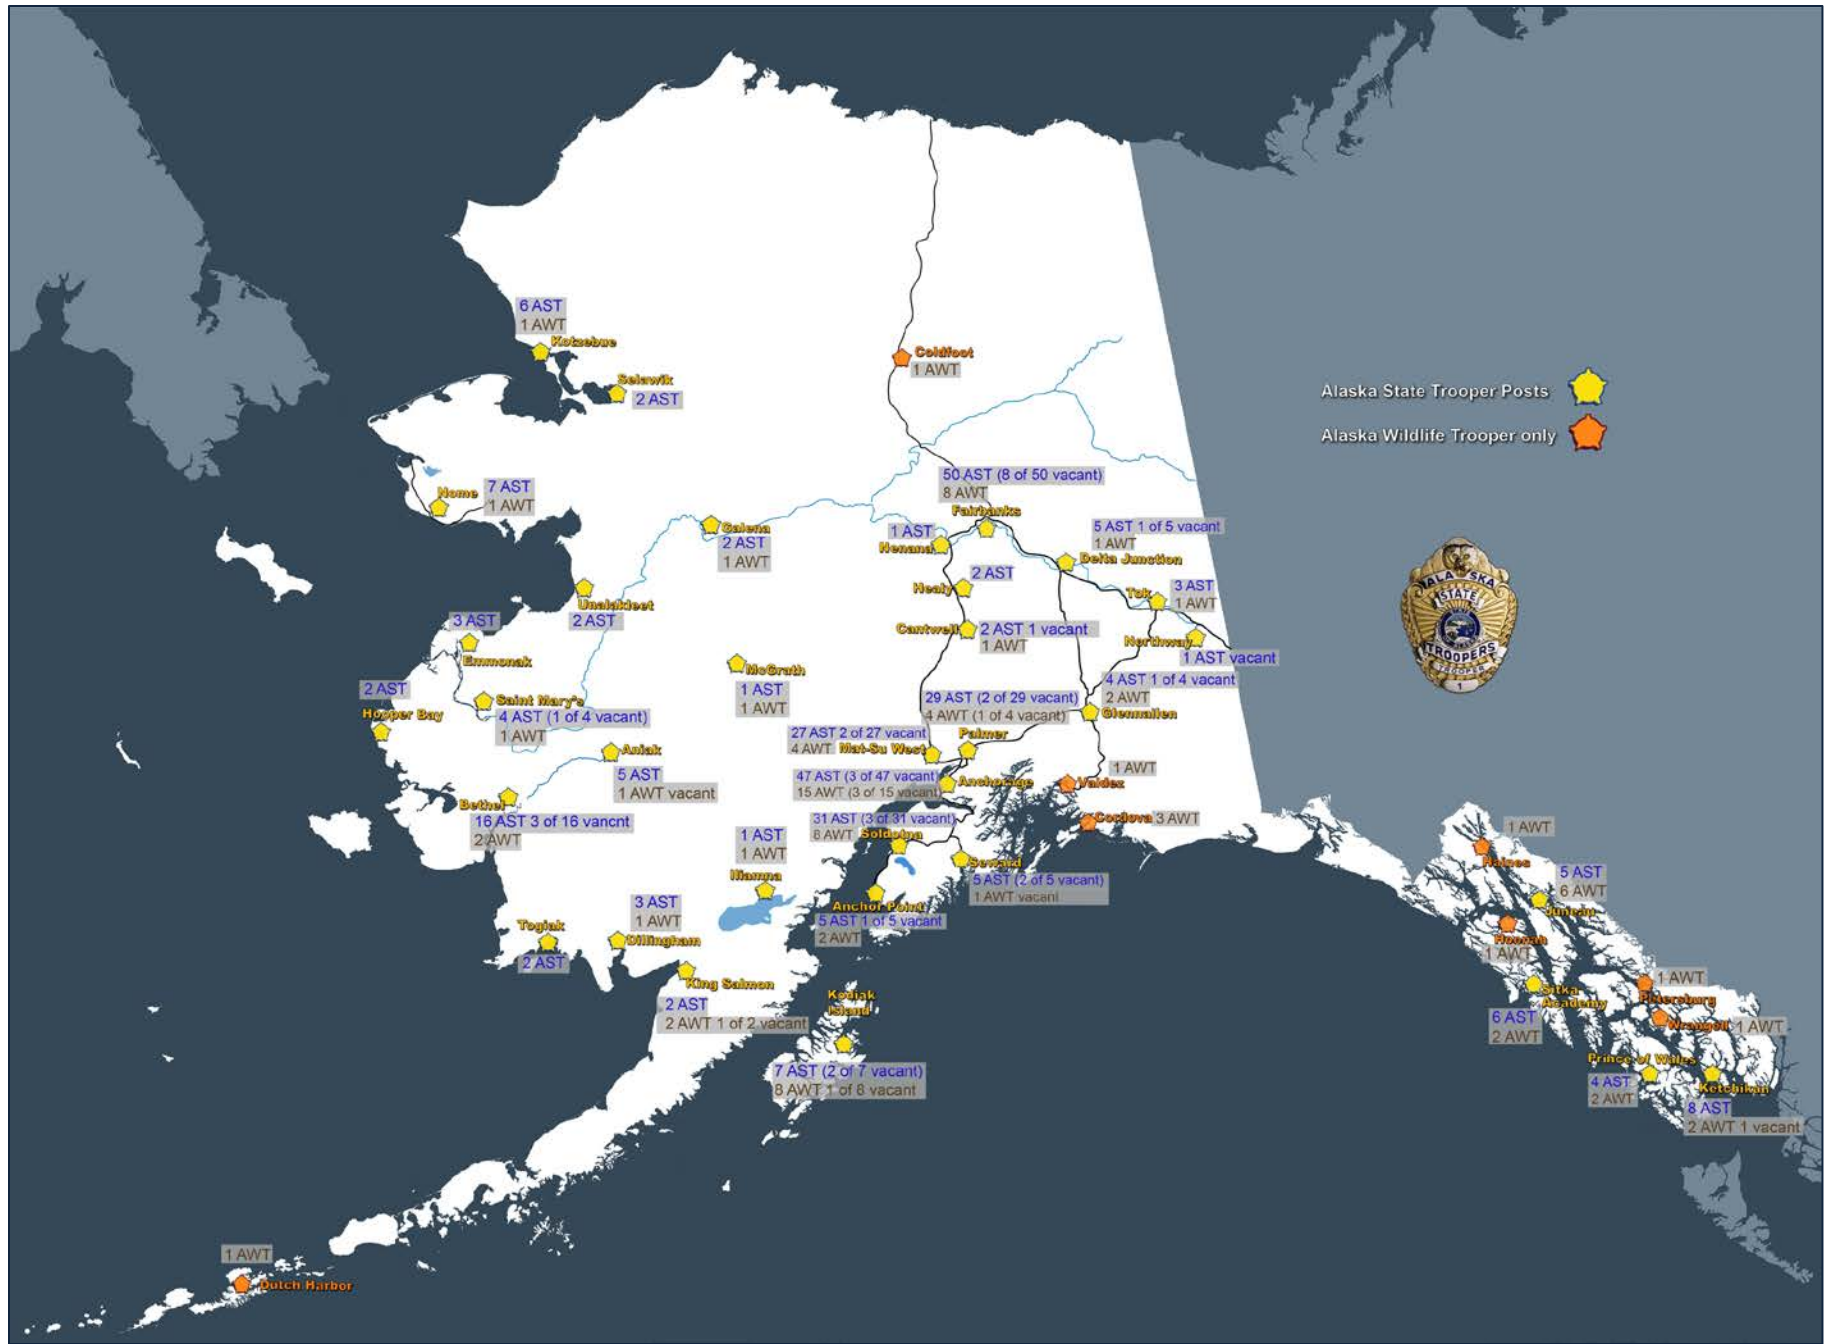 6 AST
1 AWT
Kotzebue
Selawik
2 AST
Coldfoot
1 AWT
Alaska State Trooper Posts
Alaska Wildlife Trooper only
Nome
7 AST
1 AWT
Galena
2 AST
1 AWT
50 AST (8 of 50 vacant)
8 AWT
Fairbanks
1 AST
Nenana
5 AST 1 of 5 vacant
1 AWT
Delta Junction
Healy
2 AST
Tok
3 AST
1 AWT
Unalakleet
2 AST
Cantwell
2 AST 1 vacant
1 AWT
Northway
1 AST vacant
3 AST
Emmonak
McGrath
1 AST
1 AWT
2 AST
Hooper Bay
Saint Mary's
4 AST (1 of 4 vacant)
1 AWT
4 AST 1 of 4 vacant
2 AWT
Glennallen
29 AST (2 of 29 vacant)
4 AWT (1 of 4 vacant)
Palmer
27 AST 2 of 27 vacant
4 AWT
Mat-Su West
Aniak
5 AST
1 AWT vacant
47 AST (3 of 47 vacant)
15 AWT (3 of 15 vacant)
Anchorage
1 AWT
Valdez
Bethel
16 AST 3 of 16 vancnt
2 AWT
31 AST (3 of 31 vacant)
8 AWT
Soldotna
Cordova
3 AWT
1 AST
1 AWT
Iliamna
Seward
5 AST (2 of 5 vacant)
1 AWT vacant
Anchor Point
5 AST 1 of 5 vacant
2 AWT
Togiak
2 AST
3 AST
1 AWT
Dillingham
King Salmon
2 AST
2 AWT 1 of 2 vacant
Kodiak
Island
7 AST (2 of 7 vacant)
8 AWT 1 of 8 vacant
1 AWT
Dutch Harbor
1 AWT
Haines
5 AST
6 AWT
Juneau
Hoonah
1 AWT
Sitka
Academy
6 AST
2 AWT
1 AWT
Petersburg
Wrangell
1 AWT
Prince of Wales
4 AST
2 AWT
Ketchikan
8 AST
2 AWT 1 vacant
ALASKA
STATE
TROOPERS
TROOPER
1